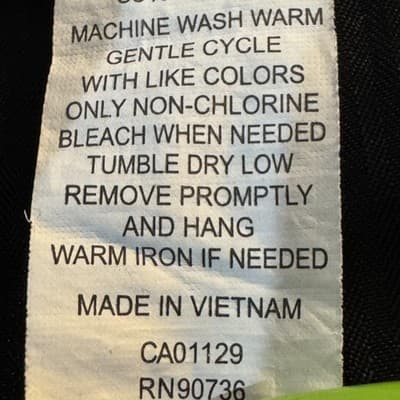 MACHINE WASH WARM
GENTLE CYCLE
WITH LIKE COLORS
ONLY NON-CHLORINE
BLEACH WHEN NEEDED
TUMBLE DRY LOW
REMOVE PROMPTLY
AND HANG
WARM IRON IF NEEDED
MADE IN VIETNAM
CA01129
RN90736